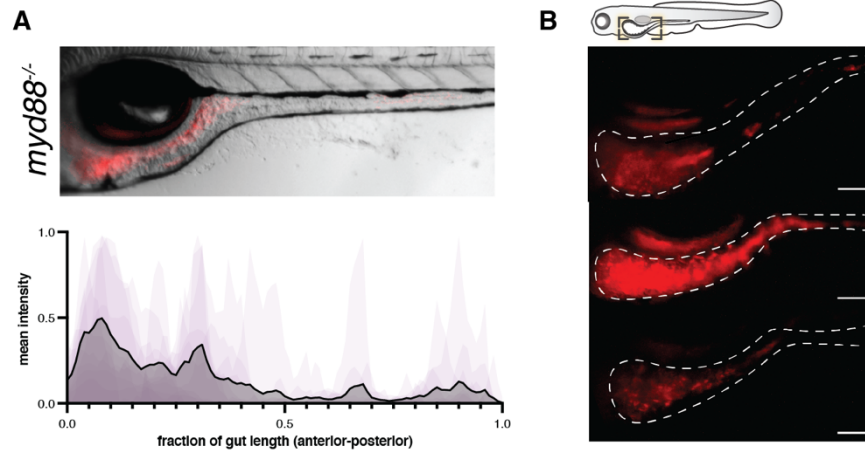 A
B
myd88-/-
1.0
mean intensity
0.5
0.0
0.0
0.5
1.0
fraction of gut length (anterior-posterior)